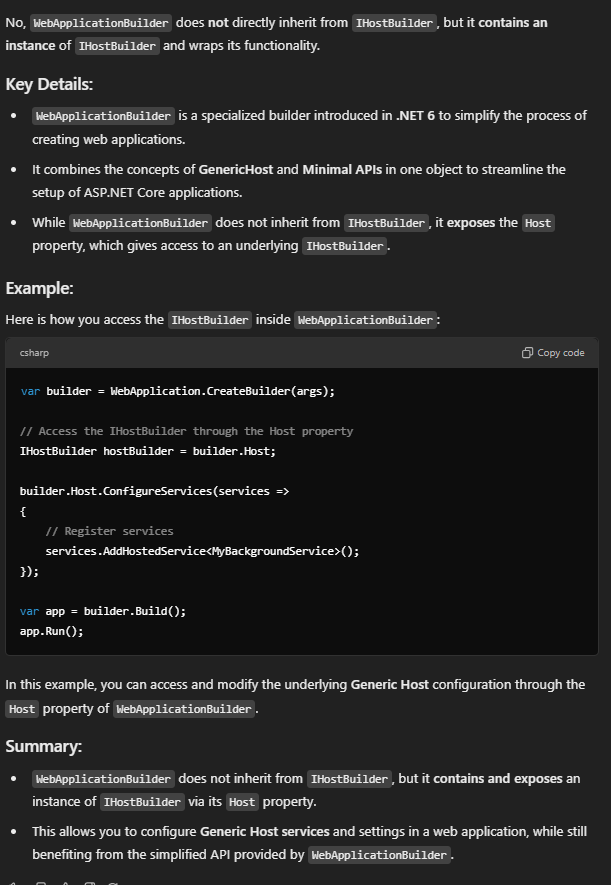 No, WebApplicationBuilder does not directly inherit from IHostBuilder, but it contains an
instance of IHostBuilder and wraps its functionality.
Key Details:
• WebApplicationBuilder is a specialized builder introduced in .NET 6 to simplify the process of
creating web applications.
• It combines the concepts of GenericHost and Minimal APIs in one object to streamline the
setup of ASP.NET Core applications.
• While WebApplicationBuilder does not inherit from IHostBuilder, it exposes the Host
property, which gives access to an underlying IHostBuilder.
Example:
Here is how you access the IHostBuilder inside WebApplicationBuilder:
csharp Copy code
var builder = WebApplication.CreateBuilder(args);
// Access the IHostBuilder through the Host property
IHostBuilder hostBuilder = builder.Host;
builder.Host.ConfigureServices(services =>
{
// Register services
services.AddHostedService<MyBackgroundService>();
});
var app = builder.Build();
app.Run();
In this example, you can access and modify the underlying Generic Host configuration through the
Host property of WebApplicationBuilder.
Summary:
• WebApplicationBuilder does not inherit from IHostBuilder, but it contains and exposes an
instance of IHostBuilder via its Host property.
• This allows you to configure Generic Host services and settings in a web application, while still
benefiting from the simplified API provided by WebApplicationBuilder.